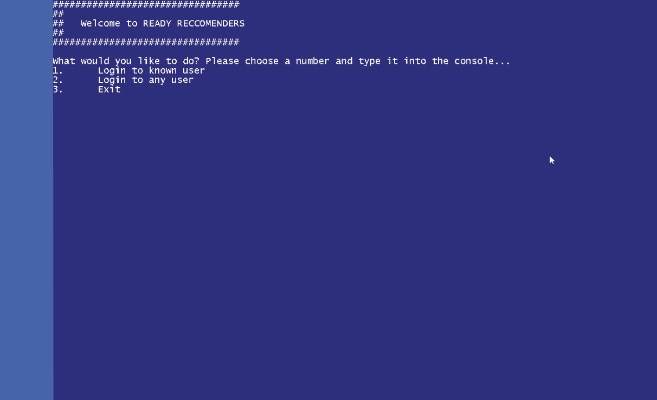 #################################
##
##   Welcome to READY RECCOMENDERS
##
#################################
What would you like to do? Please choose a number and type it into the console...
1.      Login to known user
2.      Login to any user
3.      Exit